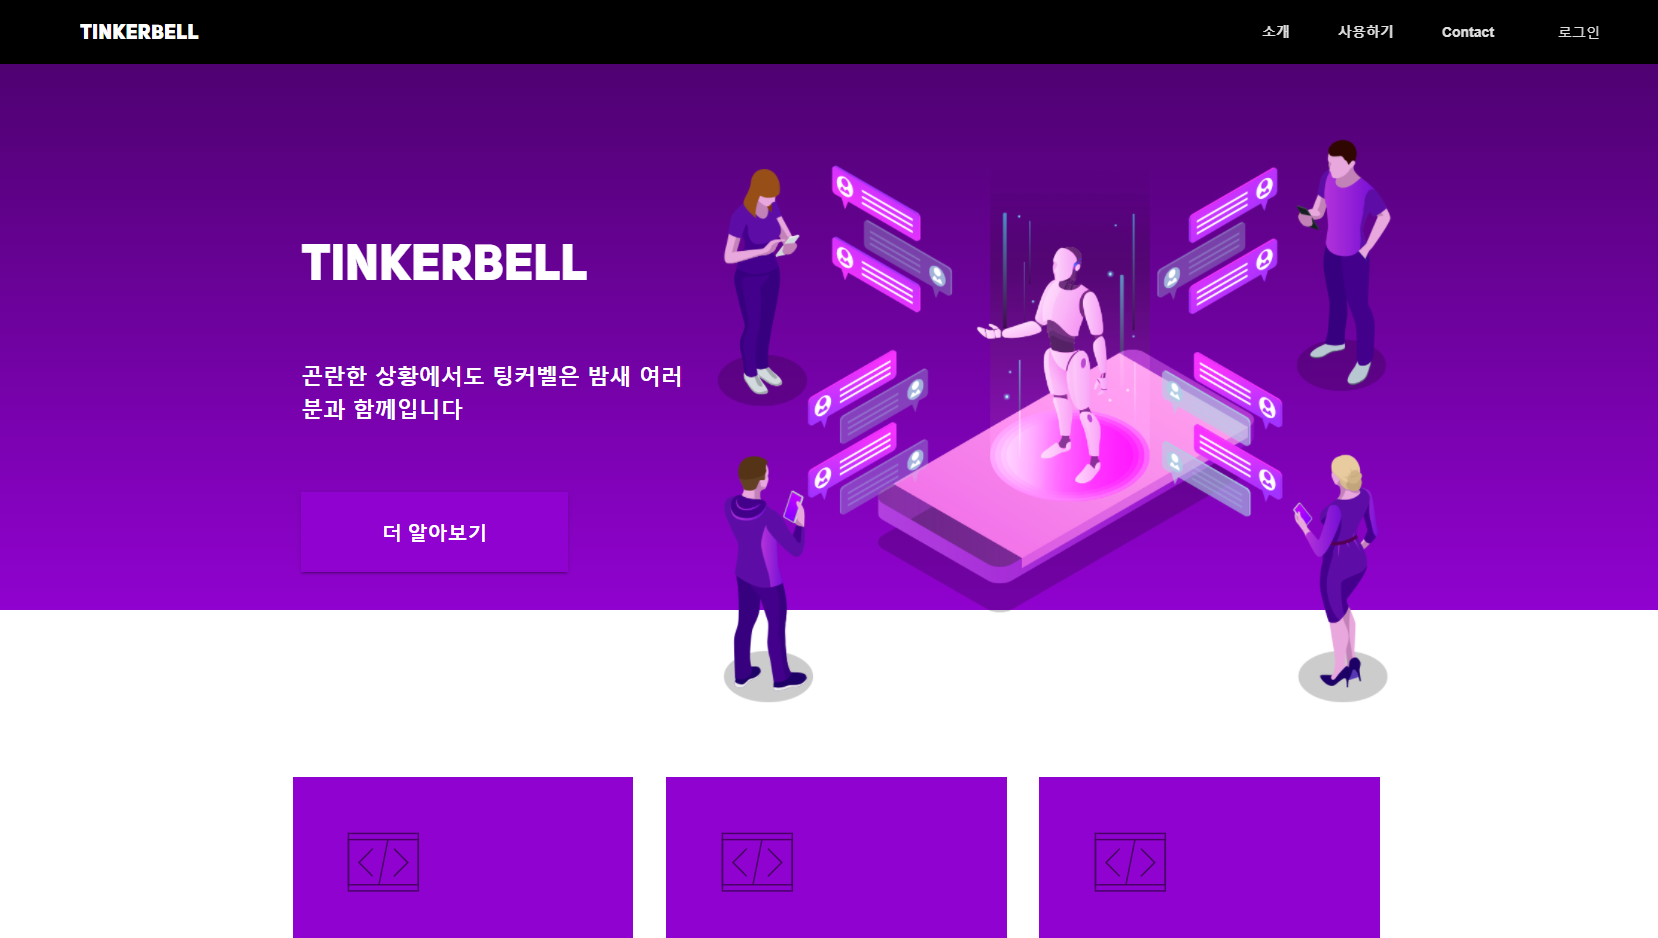 TINKERBELL
소개
사용하기
Contact
로그인
TINKERBELL
곤란한 상황에서도 팅커벨은 밤새 여러
분과 함께입니다
더 알아보기